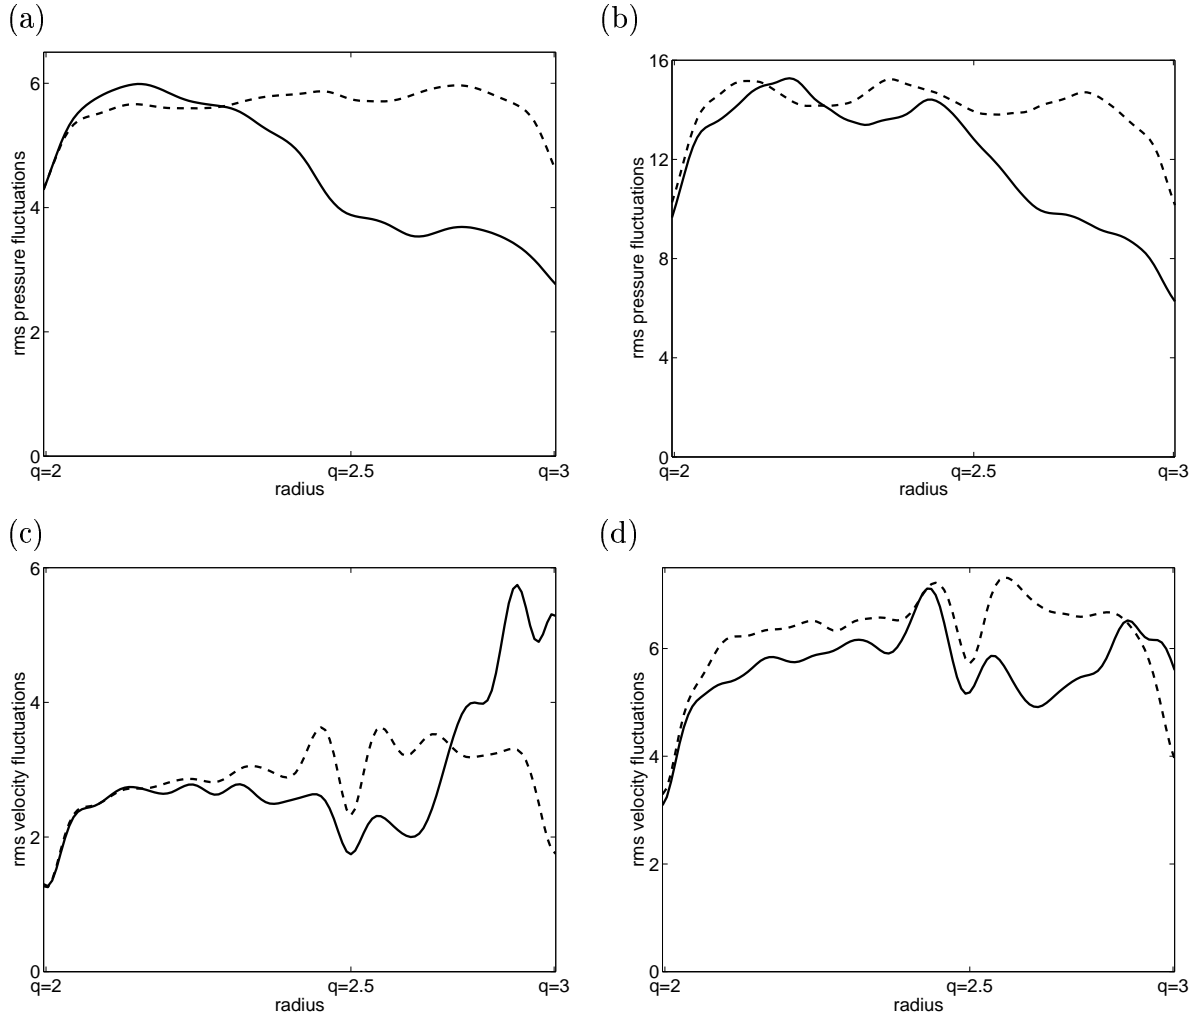 (a)
6
4
2
0
rms pressure fluctuations
q=2
q=2.5
q=3
radius
(b)
16
12
8
4
0
rms pressure fluctuations
q=2
q=2.5
q=3
radius
(c)
6
4
2
0
rms velocity fluctuations
q=2
q=2.5
q=3
radius
(d)
6
4
2
0
rms velocity fluctuations
q=2
q=2.5
q=3
radius